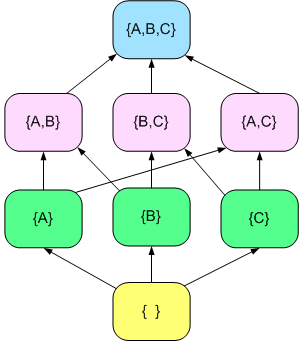 {A,B,C}
{A,B} {B,C} {A,C}
{A} {B} {C}
{ }